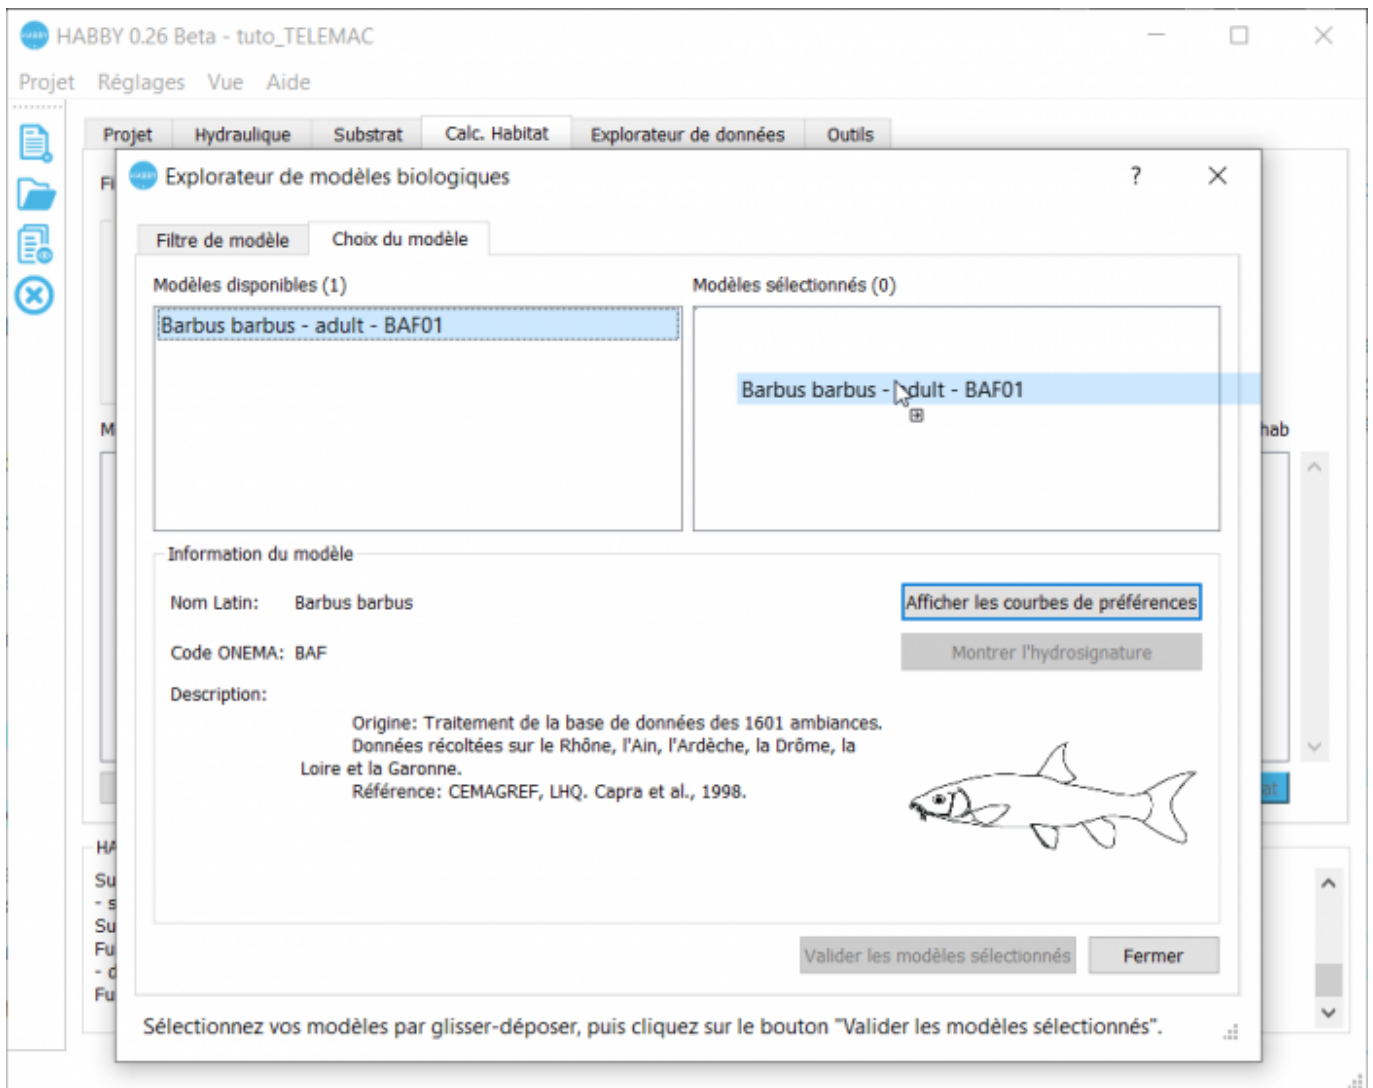 HABBY 0.26 Beta - tuto_TELEMAC
Projet Réglages Vue Aide
Projet Hydraulique Substrat Calc. Habitat Explorateur de données Outils
Explorateur de modèles biologiques ?
Filtre de modèle Choix du modèle
Modèles disponibles (1) Modèles sélectionnés (0)
Barbus barbus - adult - BAF01
Barbus barbus - adult - BAF01
hab
Information du modèle
Nom Latin: Barbus barbus
Afficher les courbes de préférences
Code ONEMA: BAF
Montrer l'hydrosignature
Description:
Origine: Traitement de la base de données des 1601 ambiances.
Données récoltées sur le Rhône, l'Ain, l'Ardèche, la Drôme, la
Loire et la Garonne.
Référence: CEMAGREF, LHQ. Capra et al., 1998.
Valider les modèles sélectionnés Fermer
Sélectionnez vos modèles par glisser-déposer, puis cliquez sur le bouton "Valider les modèles sélectionnés".